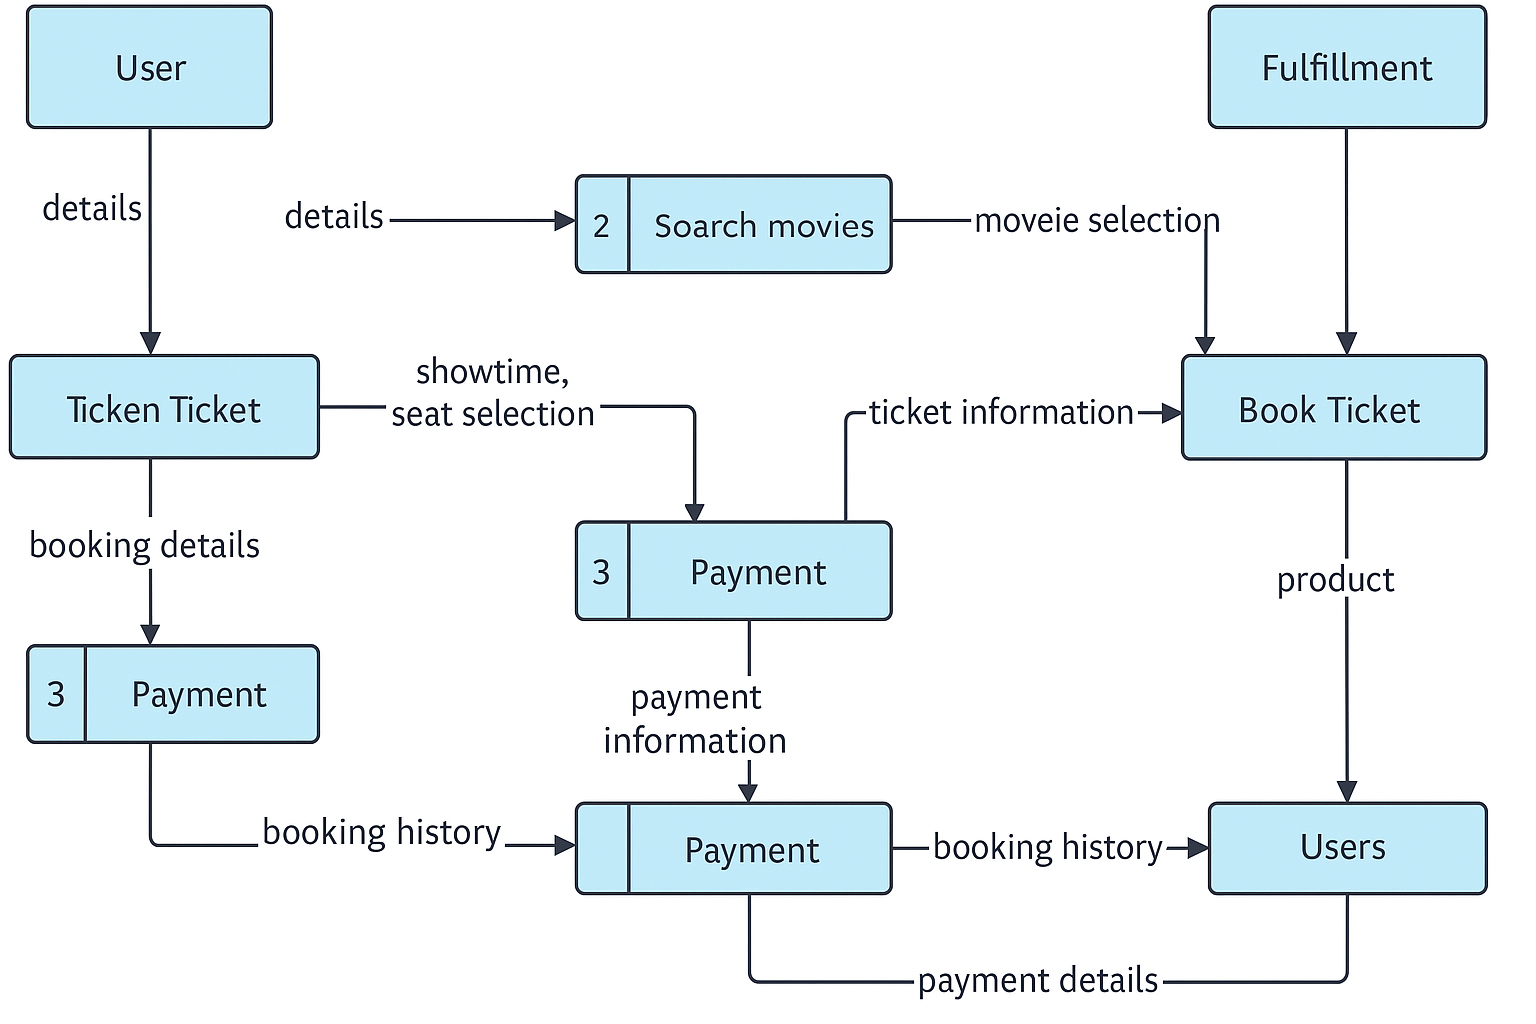 User
Fulfillment
details
details
2
Soarch movies
moveie selection
Ticken Ticket
showtime,
seat selection
ticket information
Book Ticket
booking details
3
Payment
product
3
Payment
payment
information
booking history
Payment
booking history
Users
payment details